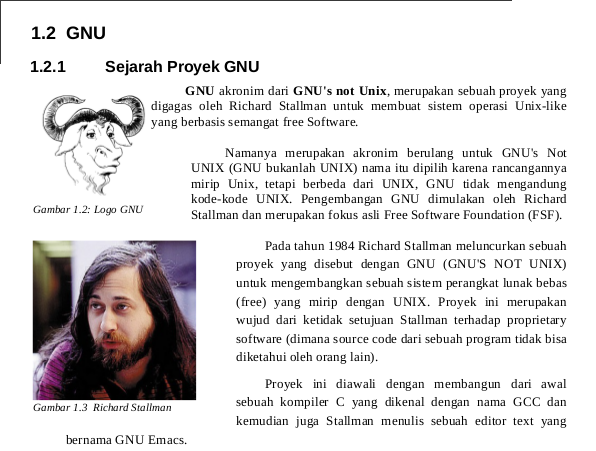 1.2 GNU
1.2.1 Sejarah Proyek GNU
GNU akronim dari GNU's not Unix, merupakan sebuah proyek yang
digagas oleh Richard Stallman untuk membuat sistem operasi Unix-like
yang berbasis semangat free Software.
Namanya merupakan akronim berulang untuk GNU's Not
UNIX (GNU bukanlah UNIX) nama itu dipilih karena rancangannya
mirip Unix, tetapi berbeda dari UNIX, GNU tidak mengandung
kode-kode UNIX. Pengembangan GNU dimulakan oleh Richard
Stallman dan merupakan fokus asli Free Software Foundation (FSF).
Gambar 1.2: Logo GNU
Pada tahun 1984 Richard Stallman meluncurkan sebuah
proyek yang disebut dengan GNU (GNU'S NOT UNIX)
untuk mengembangkan sebuah sistem perangkat lunak bebas
(free) yang mirip dengan UNIX. Proyek ini merupakan
wujud dari ketidak setujuan Stallman terhadap proprietary
software (dimana source code dari sebuah program tidak bisa
diketahui oleh orang lain).
Gambar 1.3 Richard Stallman
Proyek ini diawali dengan membangun dari awal
sebuah kompiler C yang dikenal dengan nama GCC dan
kemudian juga Stallman menulis sebuah editor text yang
bernama GNU Emacs.